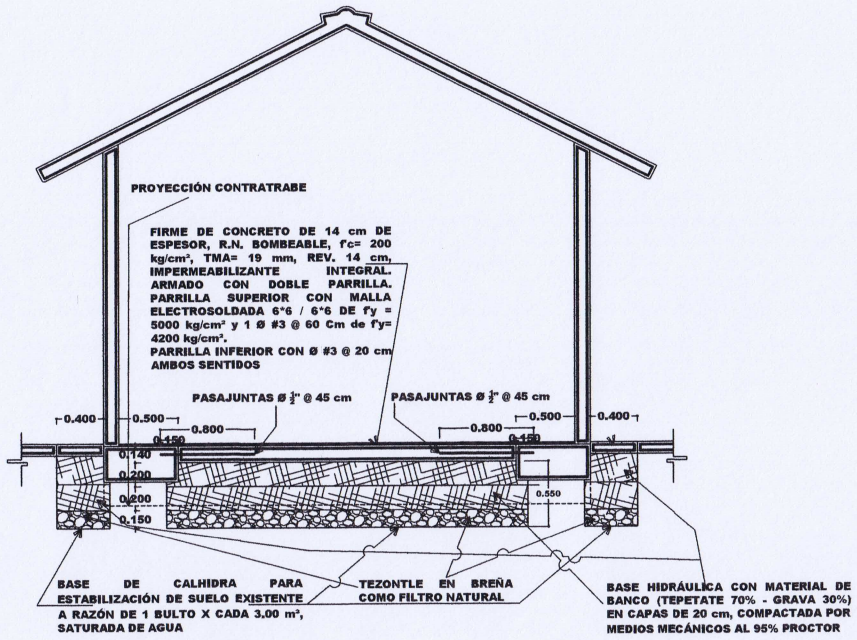 PROYECCIÓN CONTRATRABE
FIRME DE CONCRETO DE 14 cm DE
ESPESOR, R.N. BOMBEABLE, f'c= 200
kg/cm², TMA= 19 mm, REV. 14 cm,
IMPERMEABILIZANTE INTEGRAL.
ARMADO CON DOBLE PARRILLA.
PARRILLA SUPERIOR CON MALLA
ELECTROSOLDADA 6*6 / 6*6 DE f'y =
5000 kg/cm² y 1 Ø #3 @ 60 Cm de f'y=
4200 kg/cm².
PARRILLA INFERIOR CON Ø #3 @ 20 cm
AMBOS SENTIDOS
PASAJUNTAS Ø ½" @ 45 cm
PASAJUNTAS Ø ½" @ 45 cm
0.400
0.500
0.800
0.150
0.800
0.150
0.500
0.400
0.140
0.200
0.200
0.150
0.550
BASE DE CALHIDRA PARA
ESTABILIZACIÓN DE SUELO EXISTENTE
A RAZÓN DE 1 BULTO X CADA 3.00 m²,
SATURADA DE AGUA
TEZONTLE EN BREÑA
COMO FILTRO NATURAL
BASE HIDRÁULICA CON MATERIAL DE
BANCO (TEPETATE 70% - GRAVA 30%)
EN CAPAS DE 20 cm, COMPACTADA POR
MEDIOS MECÁNICOS AL 95% PROCTOR